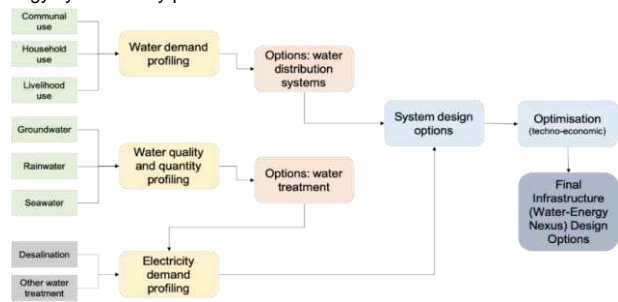 Communal
use
Household
use
Livelihood
use
Water demand
profiling
Options: water
distribution
systems
Groundwater
Rainwater
Seawater
Water quality
and quantity
profiling
Options: water
treatment
Desalination
Other water
treatment
Electricity
demand
profiling
System design
options
Optimisation
(techno-economic)
Final
Infrastructure
(Water-Energy
Nexus) Design
Options